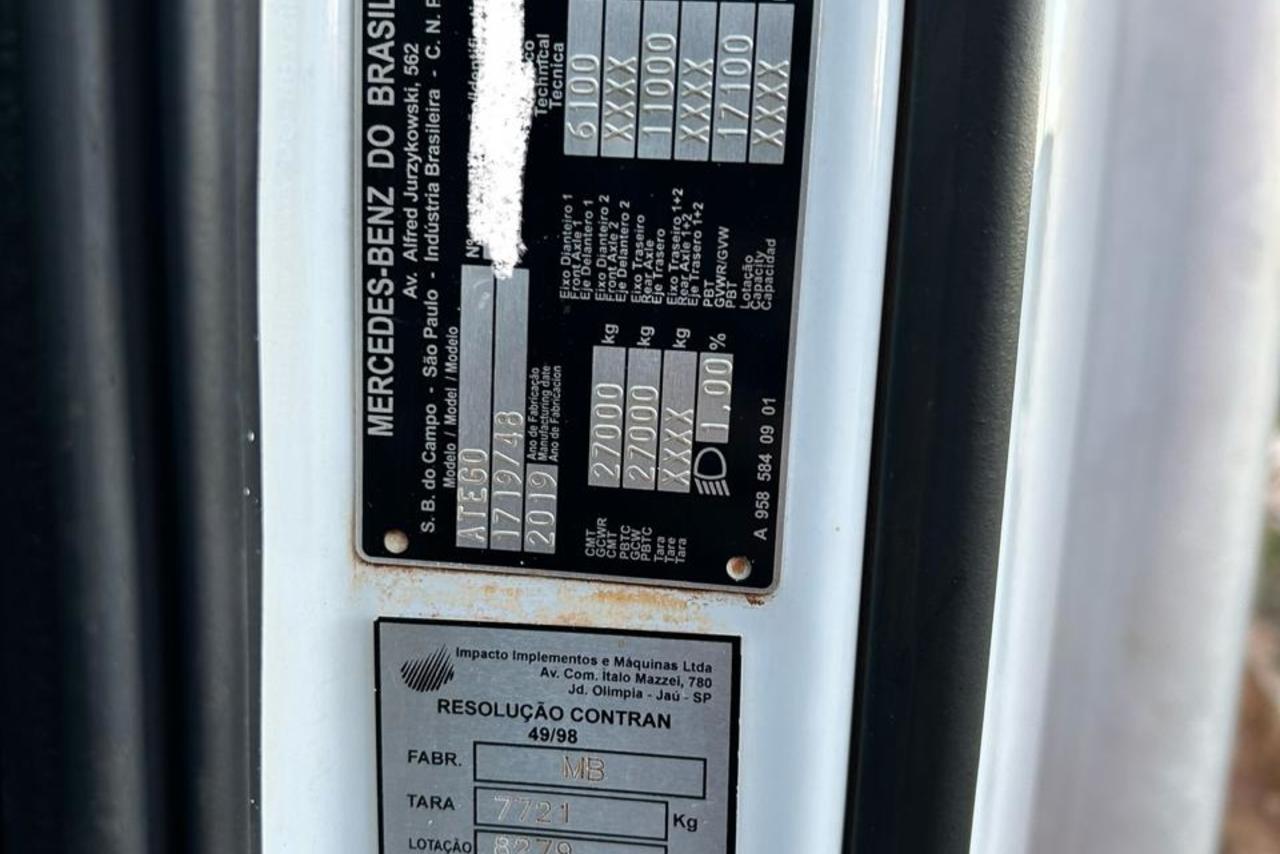 MERCEDES-BENZ DO BRASIL
Av. Alfred Jurzykowski, 562
S. B. do Campo - São Paulo - Indústria Brasileira - C. N. P
Modelo / Model / Modelo
Nº
ATEGO
1719/48
2019
Ano de Fabricação
Manufacturing date
Ano de Fabricacion
Technical
Tecnica
CMT
GCWR
CMT
27000 kg
PBTC
GCW
PBTC
27000 kg
Tara
Tare
Tara
XXXX kg
1,00 %
Eixo Dianteiro 1
Front Axle 1
Eje Delantero 1
6100
Eixo Dianteiro 2
Front Axle 2
Eje Delantero 2
XXXX
Eixo Traseiro
Rear Axle
Eje Trasero
11000
Eixo Traseiro 1+2
Rear Axle 1+2
Eje Trasero 1+2
XXXX
PBT
GVWR/GVW
PBT
17100
Lotação
Capacity
Capacidad
XXXX
A 958 584 09 01
Impacto Implementos e Máquinas Ltda
Av. Com. Italo Mazzei, 780
Jd. Olimpia - Jaú - SP
RESOLUÇÃO CONTRAN
49/98
FABR. MB
TARA 7721 Kg
LOTAÇÃO 8279